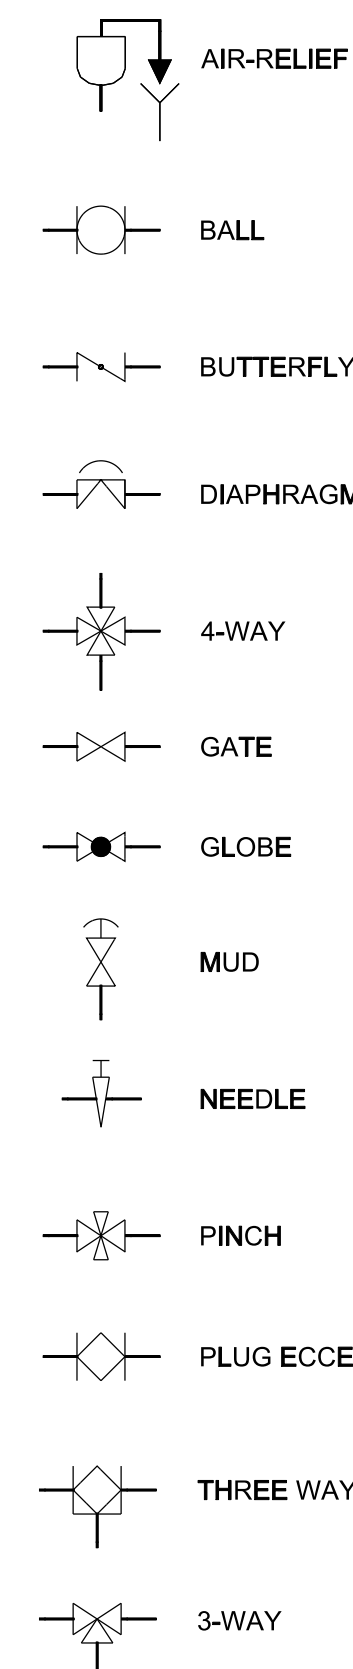 AIR-RELIEF
BALL
BUTTERFLY
DIAPHRAGM
4-WAY
GATE
GLOBE
MUD
NEEDLE
PINCH
PLUG ECCE
THREE WAY
3-WAY